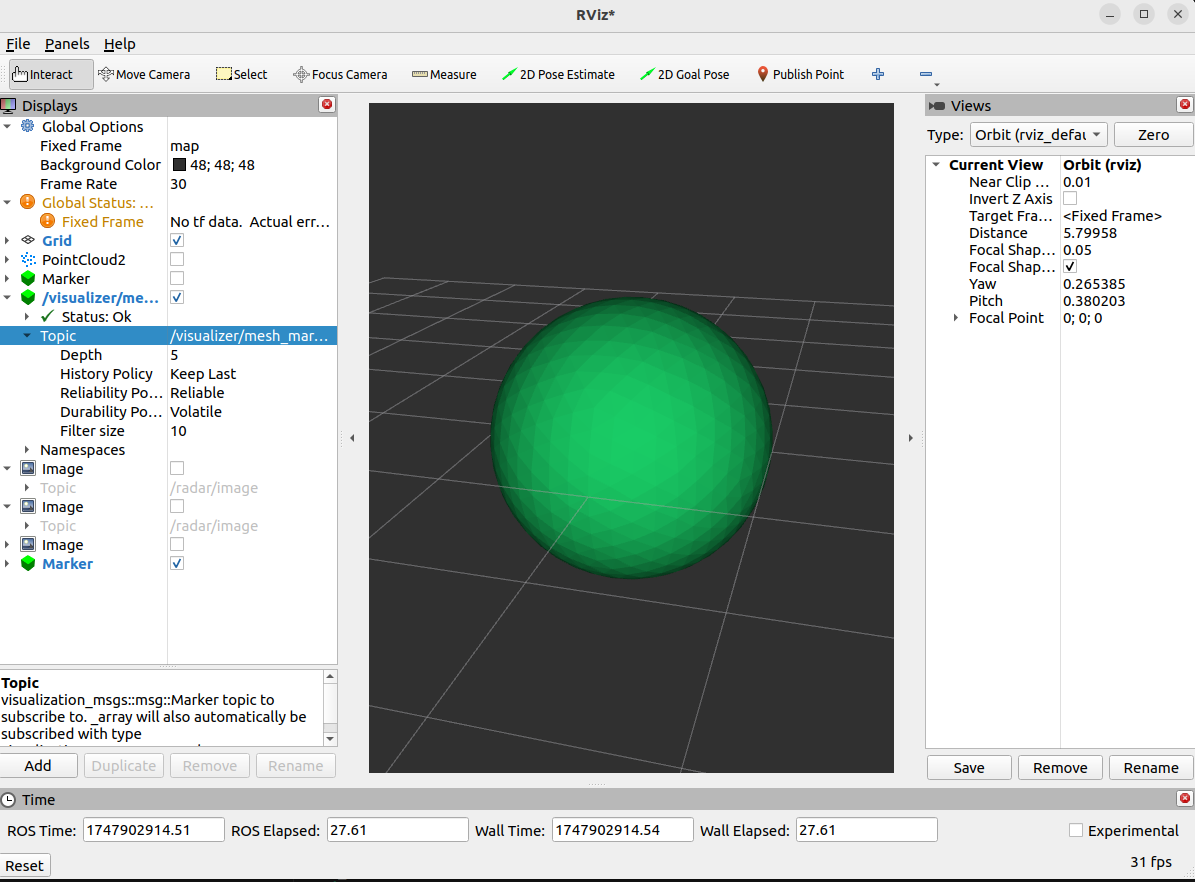 RViz*
File Panels Help
Interact Move Camera Select Focus Camera Measure 2D Pose Estimate 2D Goal Pose Publish Point
Displays
Global Options
Fixed Frame map
Background Color 48; 48; 48
Frame Rate 30
Global Status: ...
Fixed Frame No tf data. Actual err...
Grid
PointCloud2
Marker
/visualizer/me...
Status: Ok
Topic /visualizer/mesh_mar...
Depth 5
History Policy Keep Last
Reliability Po... Reliable
Durability Po... Volatile
Filter size 10
Namespaces
Image
Topic /radar/image
Image
Topic /radar/image
Image
Marker
Topic
visualization_msgs::msg::Marker topic to
subscribe to. _array will also automatically be
subscribed with type
Add Duplicate Remove Rename
Views
Type: Orbit (rviz_defau Zero
Current View Orbit (rviz)
Near Clip ... 0.01
Invert Z Axis
Target Fra... <Fixed Frame>
Distance 5.79958
Focal Shap... 0.05
Focal Shap...
Yaw 0.265385
Pitch 0.380203
Focal Point 0; 0; 0
Save Remove Rename
Time
ROS Time: 1747902914.51 ROS Elapsed: 27.61 Wall Time: 1747902914.54 Wall Elapsed: 27.61 Experimental
Reset 31 fps